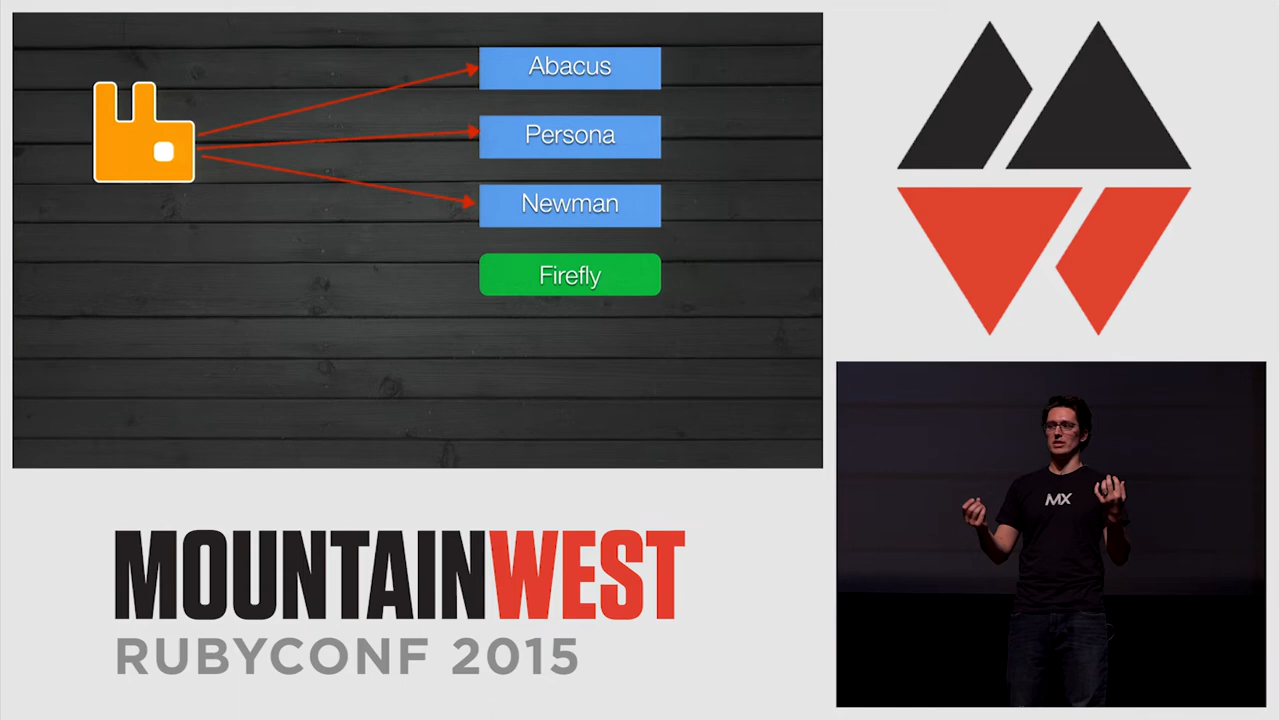 Abacus
Persona
Newman
Firefly
MX
MOUNTAINWEST
RUBYCONF 2015